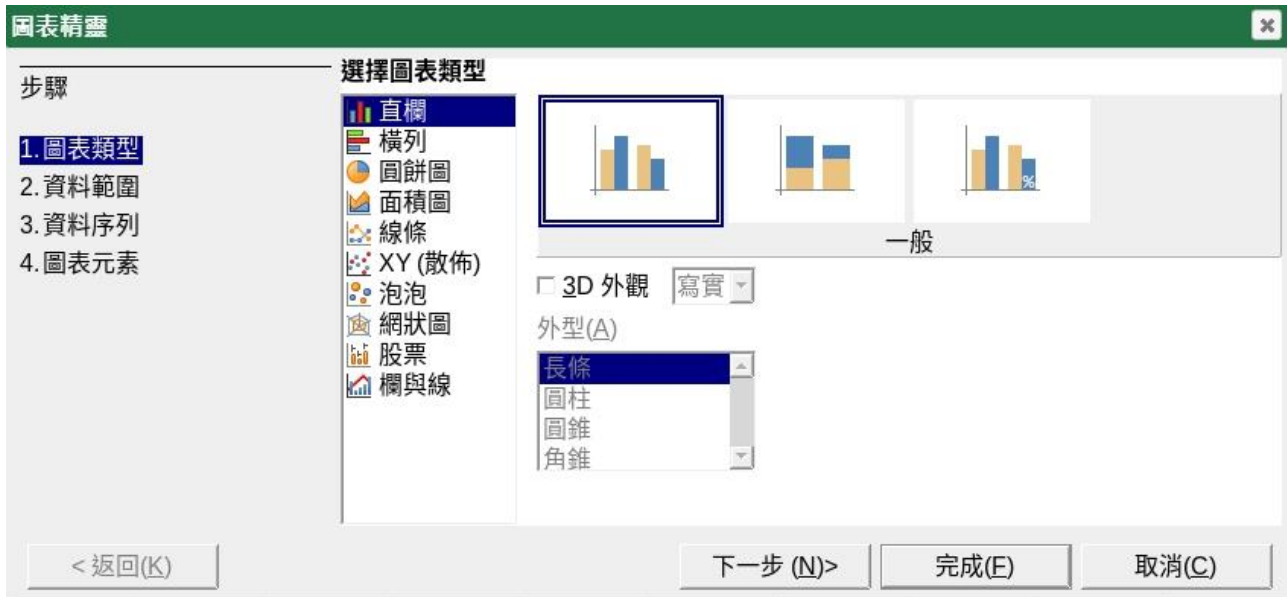 圖表精靈
步驟
1.圖表類型
2.資料範圍
3.資料序列
4.圖表元素
選擇圖表類型
直欄
橫列
圓餅圖
面積圖
線條
XY (散佈)
泡泡
網狀圖
股票
欄與線
%
一般
3D 外觀
寫實
外型(A)
長條
圓柱
圓錐
角錐
< 返回(K)
下一步 (N)>
完成(F)
取消(C)